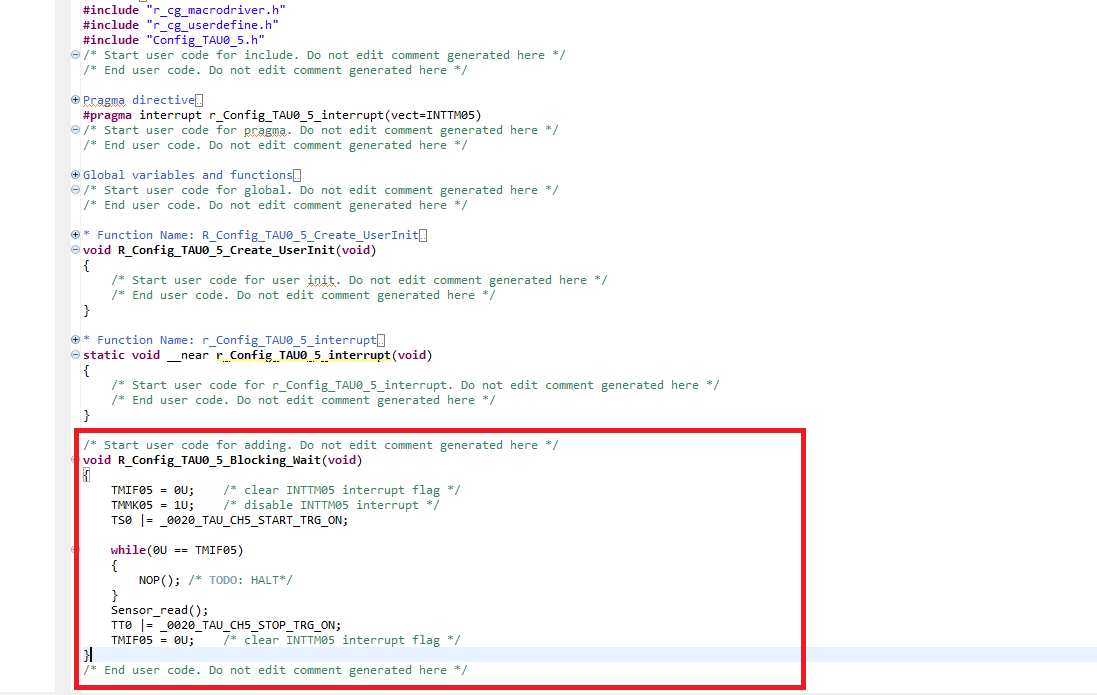 #include "r_cg_macrodriver.h"
#include "r_cg_userdefine.h"
#include "Config_TAU0_5.h"
/* Start user code for include. Do not edit comment generated here */
/* End user code. Do not edit comment generated here */
Pragma directive
#pragma interrupt r_Config_TAU0_5_interrupt(vect=INTTM05)
/* Start user code for pragma. Do not edit comment generated here */
/* End user code. Do not edit comment generated here */
Global variables and functions
/* Start user code for global. Do not edit comment generated here */
/* End user code. Do not edit comment generated here */
* Function Name: R_Config_TAU0_5_Create_UserInit
void R_Config_TAU0_5_Create_UserInit(void)
{
/* Start user code for user init. Do not edit comment generated here */
/* End user code. Do not edit comment generated here */
}
* Function Name: r_Config_TAU0_5_interrupt
static void __near r_Config_TAU0_5_interrupt(void)
{
/* Start user code for r_Config_TAU0_5_interrupt. Do not edit comment generated here */
/* End user code. Do not edit comment generated here */
}
/* Start user code for adding. Do not edit comment generated here */
void R_Config_TAU0_5_Blocking_Wait(void)
{
TMIF05 = 0U;    /* clear INTTM05 interrupt flag */
TMMK05 = 1U;    /* disable INTTM05 interrupt */
TS0 |= _0020_TAU_CH5_START_TRG_ON;
while(0U == TMIF05)
{
NOP(); /* TODO: HALT*/
}
Sensor_read();
TT0 |= _0020_TAU_CH5_STOP_TRG_ON;
TMIF05 = 0U;    /* clear INTTM05 interrupt flag */
}
/* End user code. Do not edit comment generated here */